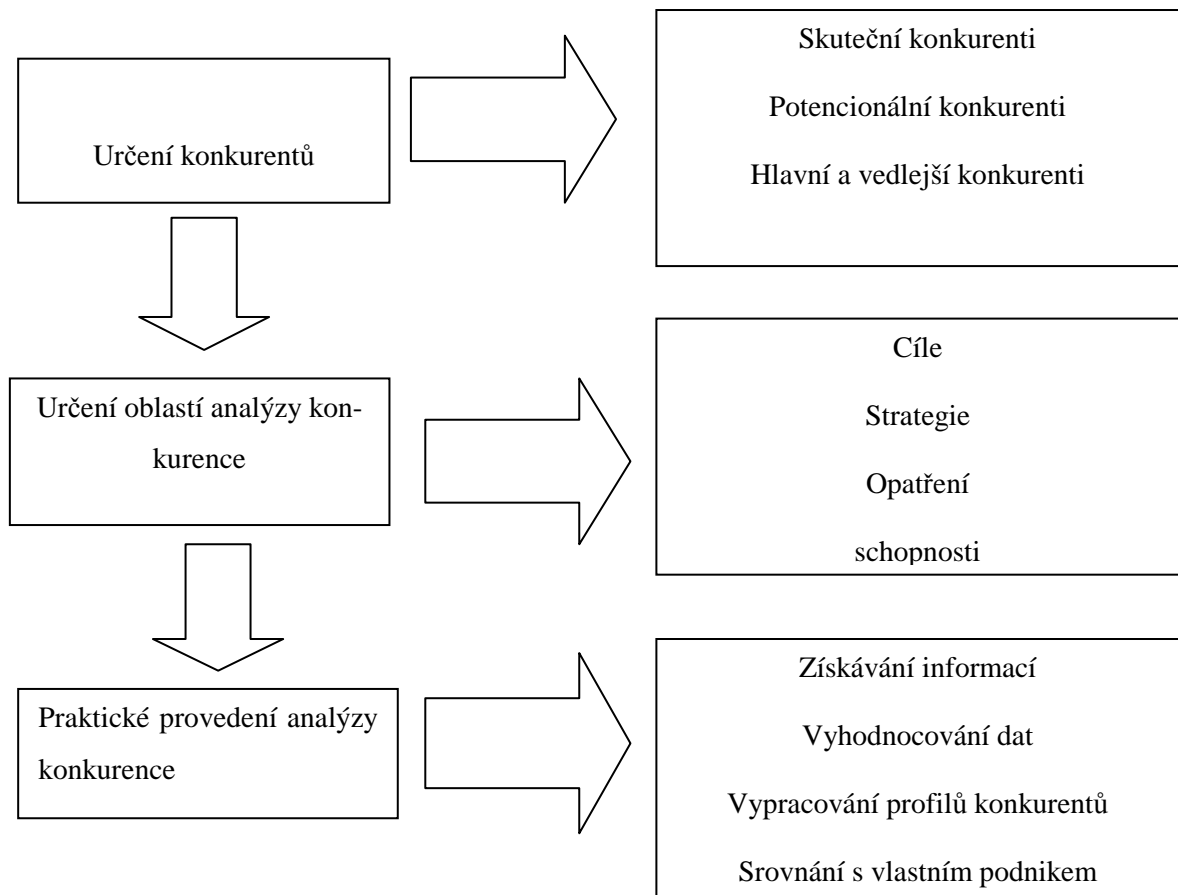 Určení konkurentů
Skuteční konkurenti
Potencionální konkurenti
Hlavní a vedlejší konkurenti
Určení oblastí analýzy kon-
kurence
Cíle
Strategie
Opatření
schopnosti
Praktické provedení analýzy
konkurence
Získávání informací
Vyhodnocování dat
Vypracování profilů konkurentů
Srovnání s vlastním podnikem